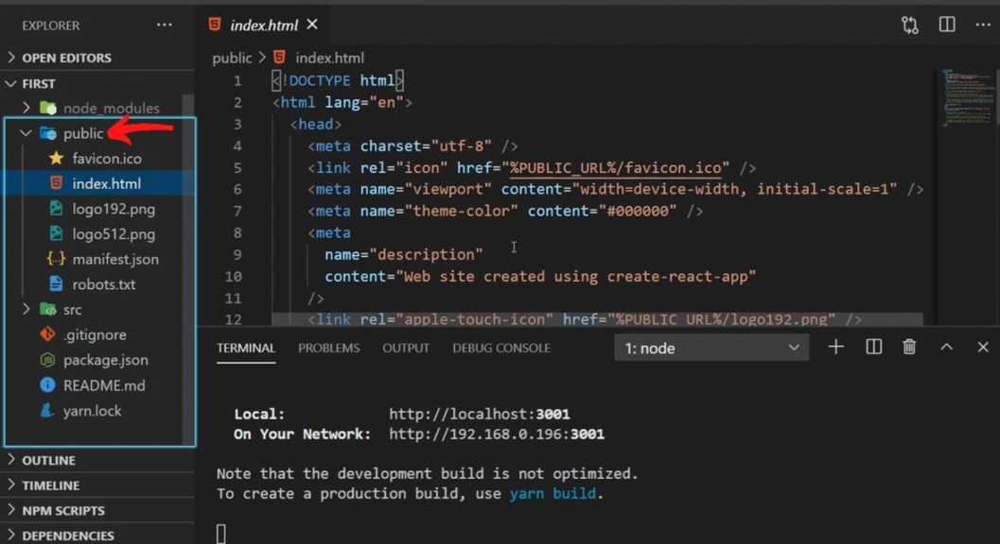 EXPLORER
OPEN EDITORS
FIRST
node_modules
public
favicon.ico
index.html
logo192.png
logo512.png
{..} manifest.json
robots.txt
src
.gitignore
package.json
README.md
yarn.lock
OUTLINE
TIMELINE
NPM SCRIPTS
DEPENDENCIES
index.html
public > index.html
1 <!DOCTYPE html>
2 <html lang="en">
3 <head>
4 <meta charset="utf-8" />
5 <link rel="icon" href="%PUBLIC_URL%/favicon.ico" />
6 <meta name="viewport" content="width=device-width, initial-scale=1" />
7 <meta name="theme-color" content="#000000" />
8 <meta
9 name="description"
10 content="Web site created using create-react-app"
11 />
12 <link rel="apple-touch-icon" href="%PUBLIC_URL%/logo192.png" />
TERMINAL PROBLEMS OUTPUT DEBUG CONSOLE 1: node
Local: http://localhost:3001
On Your Network: http://192.168.0.196:3001
Note that the development build is not optimized.
To create a production build, use yarn build.